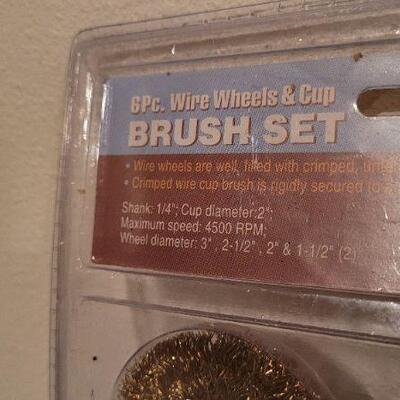 6Pc. Wire Wheels & Cup
BRUSH SET
• Wire wheels are well, filled with crimped,
• Crimped wire cup brush is rigidly secured to
Shank: 1/4"; Cup diameter:2";
Maximum speed: 4500 RPM;
Wheel diameter: 3", 2-1/2", 2" & 1-1/2" (2)